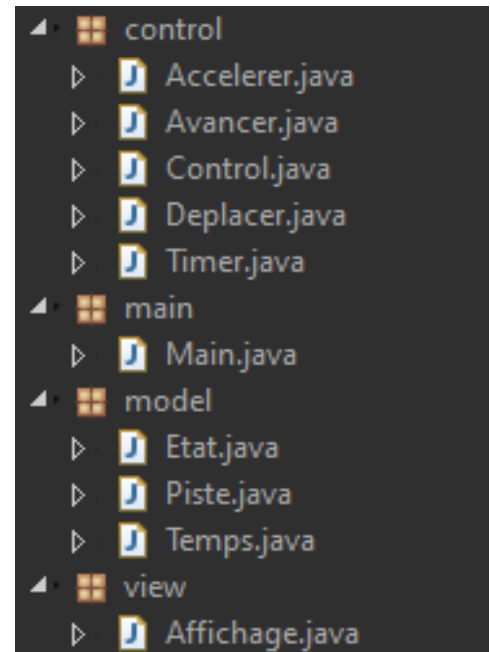 control
Accelerer.java
Avancer.java
Control.java
Deplacer.java
Timer.java
main
Main.java
model
Etat.java
Piste.java
Temps.java
view
Affichage.java